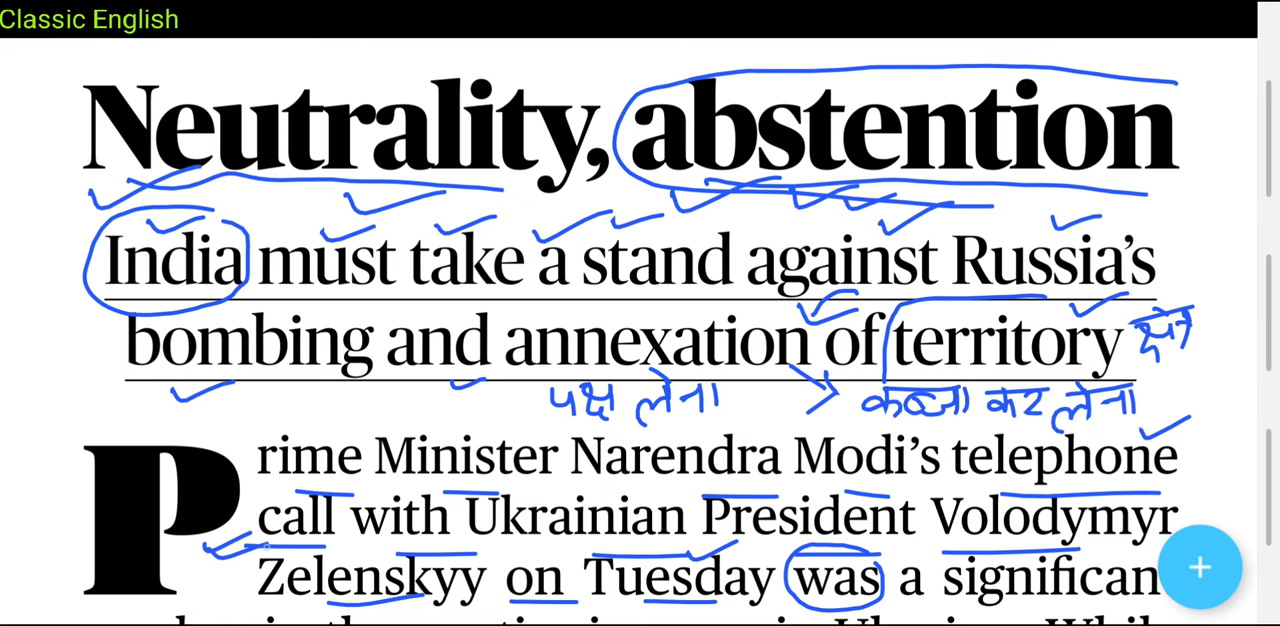 Classic English
Neutrality, abstention
India must take a stand against Russia's
bombing and annexation of territory क्षेत्र
पक्ष लेना कब्जा कर लेना
Prime Minister Narendra Modi's telephone
call with Ukrainian President Volodymyr
Zelenskyy on Tuesday was a significan